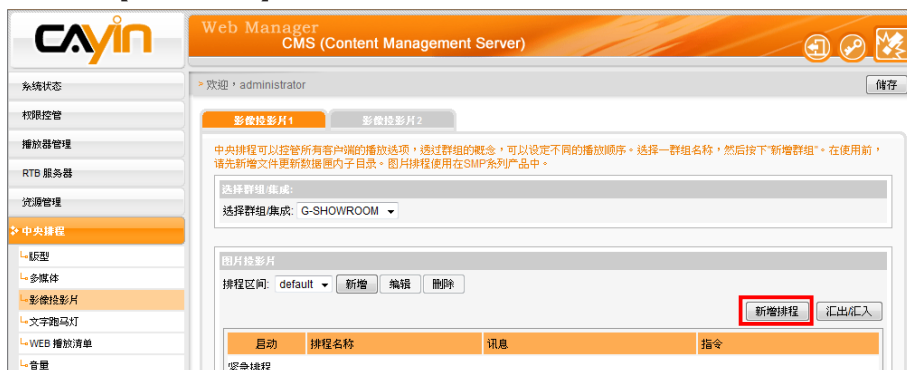 CAyin
Web Manager
CMS (Content Management Server)
系统状态
权限控管
播放器管理
RTB 服务器
资源管理
中央排程
版型
多媒体
影像投影片
文字跑马灯
WEB 播放清单
音量
> 欢迎，administrator
储存
影像投影片1
影像投影片2
中央排程可以控管所有客户端的播放选项，透过群组的概念，可以设定不同的播放顺序。选择一群组名称，然后按下"新增群组"。在使用前，
请先新增文件更新数据匣内子目录。图片排程使用在SMP系列产品中。
选择群组/集成:
选择群组/集成: G-SHOWROOM
图片投影片
排程区间: default 新增 编辑 删除
新增排程 汇出/汇入
启动 排程名称 讯息 指令
紧急排程